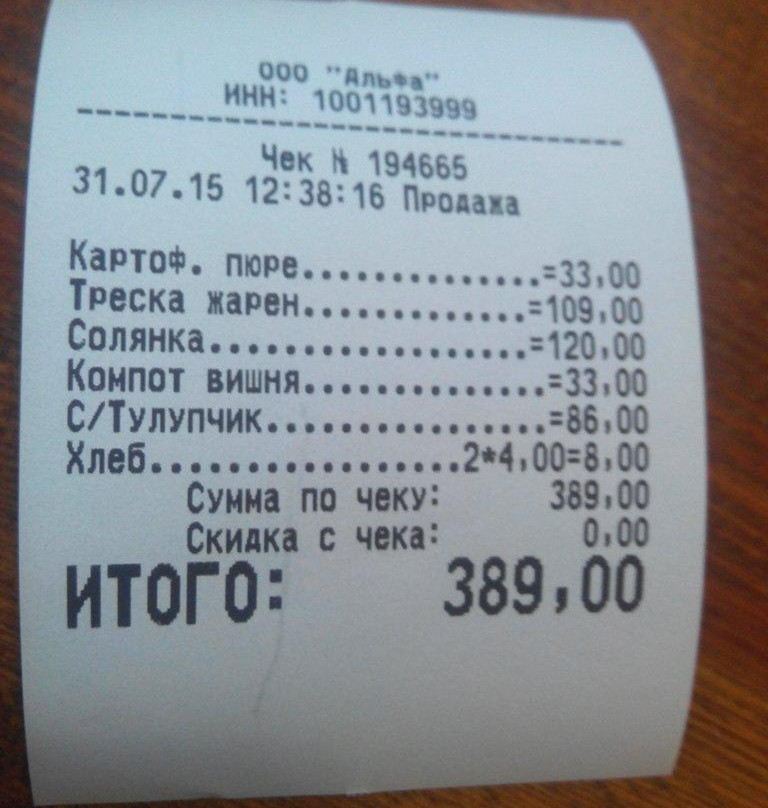 ООО "Альфа"
ИНН: 1001193999
Чек № 194665
31.07.15 12:38:16 Продажа
Картоф. пюре...............=33,00
Треска жарен..............=109,00
Солянка...................=120,00
Компот вишня...............=33,00
С/Тулупчик.................=86,00
Хлеб..................2*4,00=8,00
Сумма по чеку: 389,00
Скидка с чека: 0,00
ИТОГО: 389,00